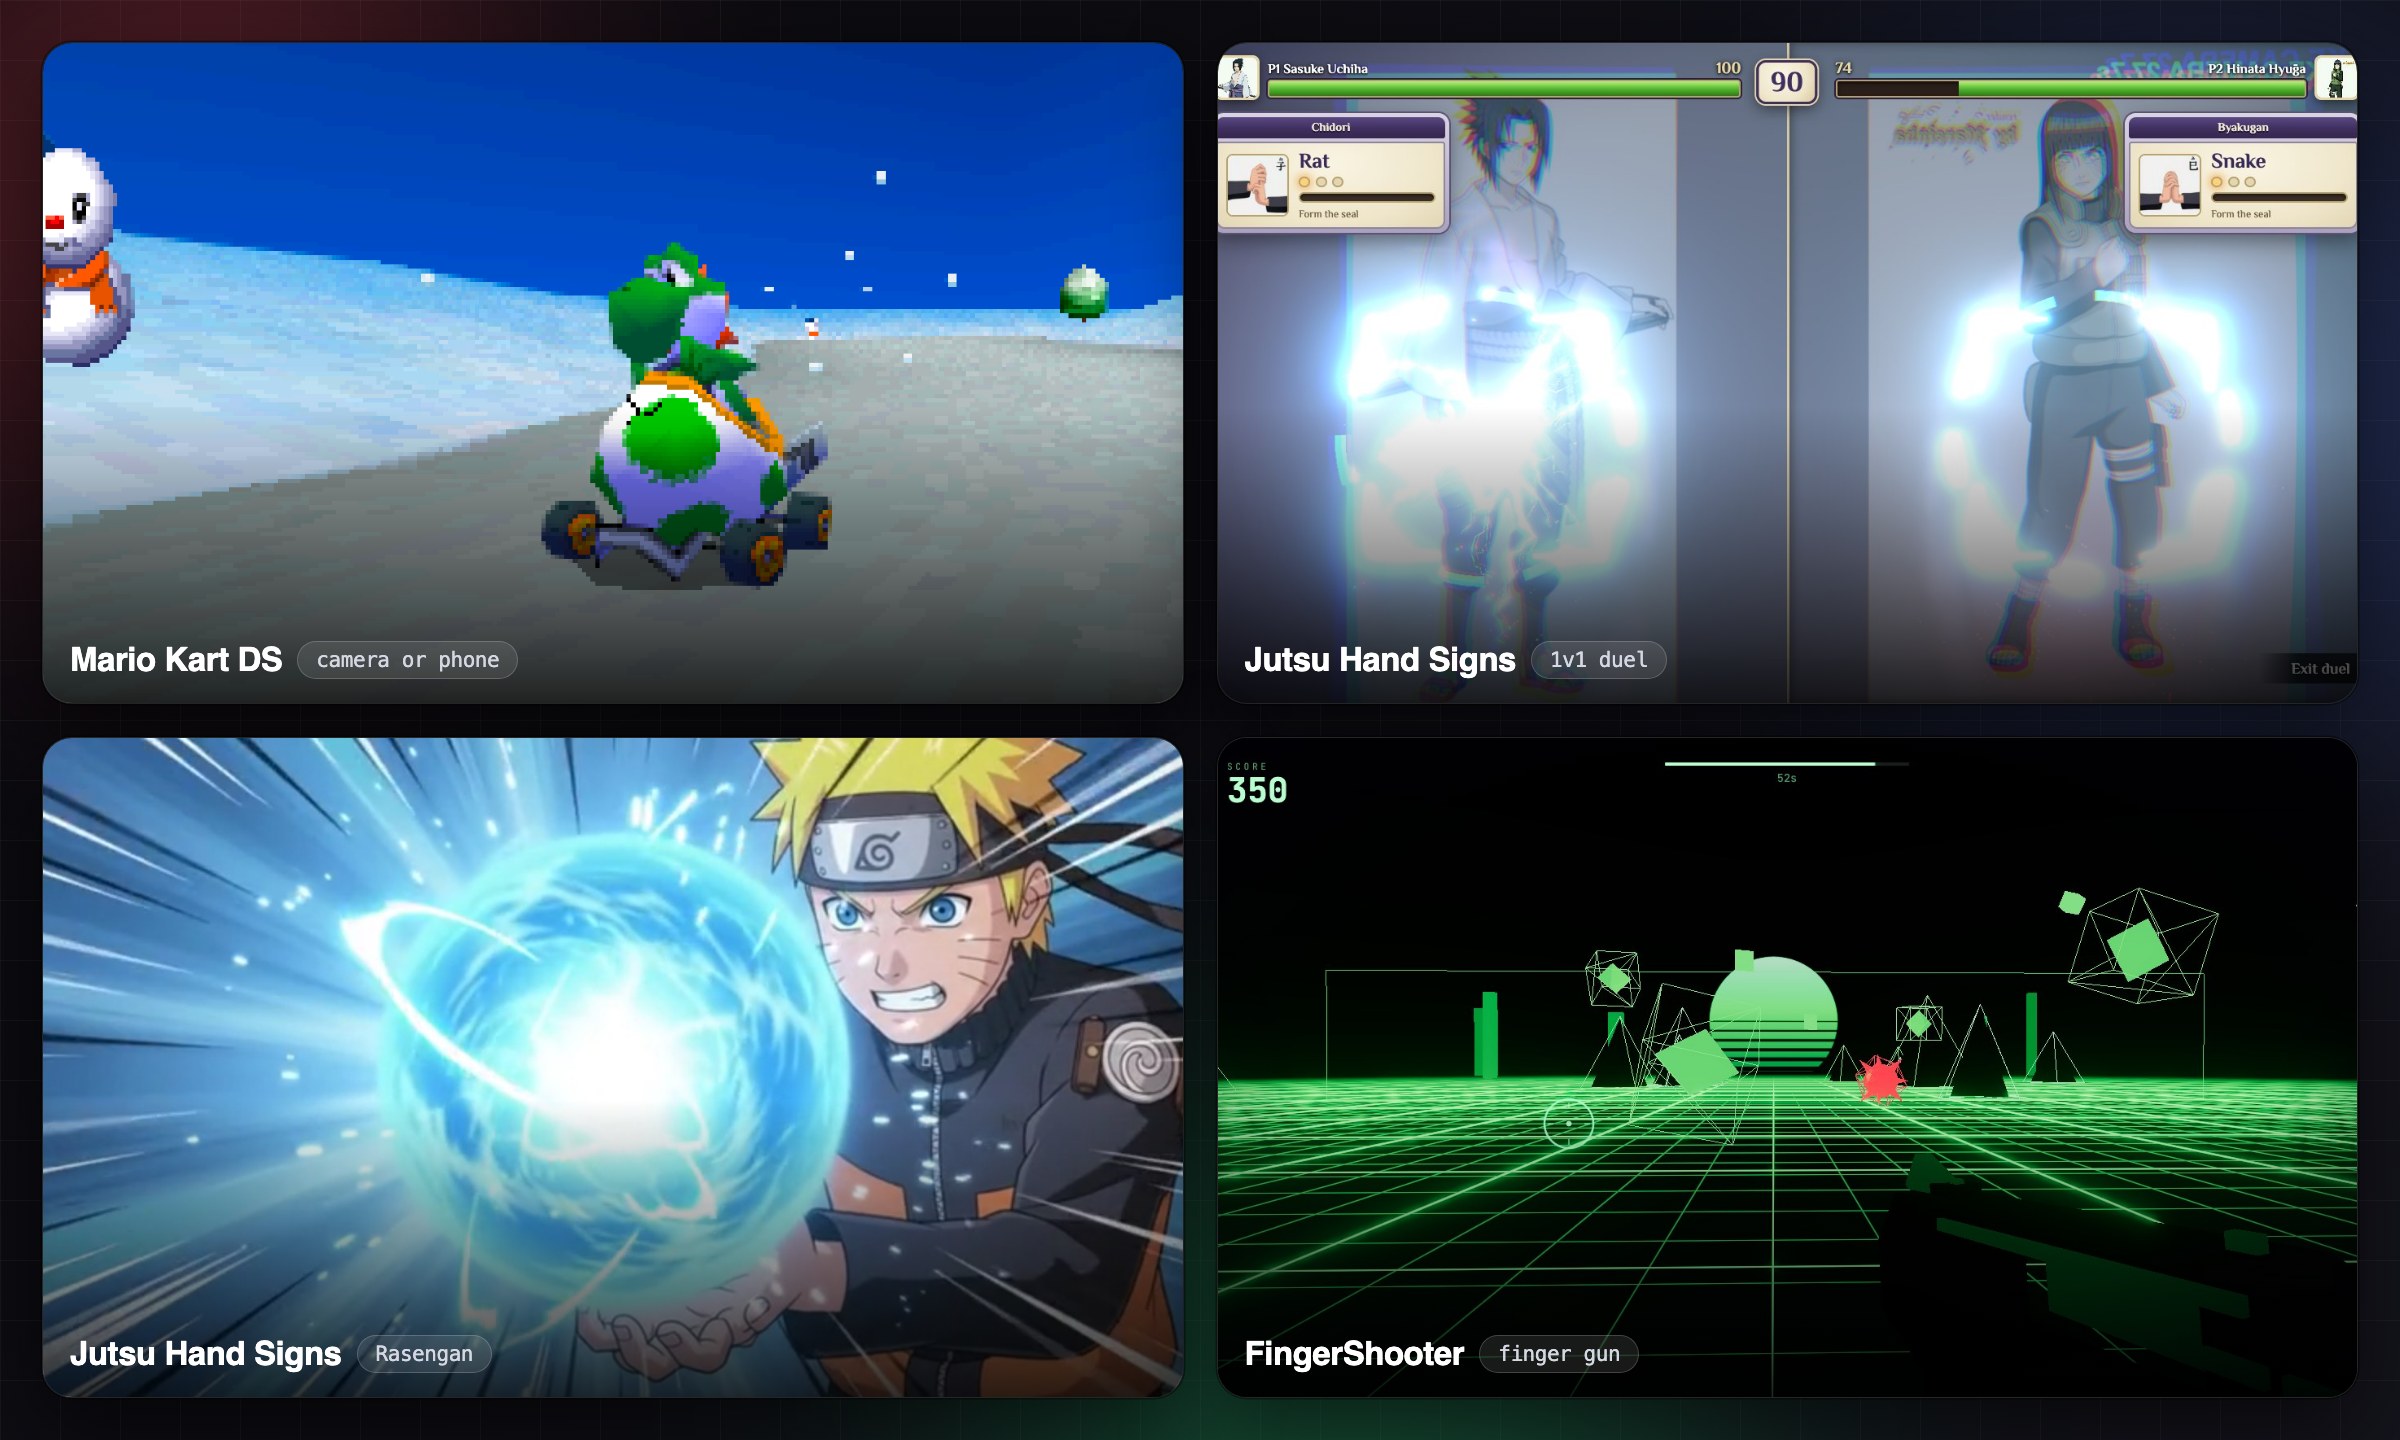 Mario Kart DS camera or phone
P1 Sasuke Uchiha 100
90
74 P2 Hinata Hyuga
Chidori
子
Rat
Form the seal
Byakugan
巳
Snake
Form the seal
Jutsu Hand Signs 1v1 duel
Exit duel
Jutsu Hand Signs Rasengan
SCORE
350
52s
FingerShooter finger gun